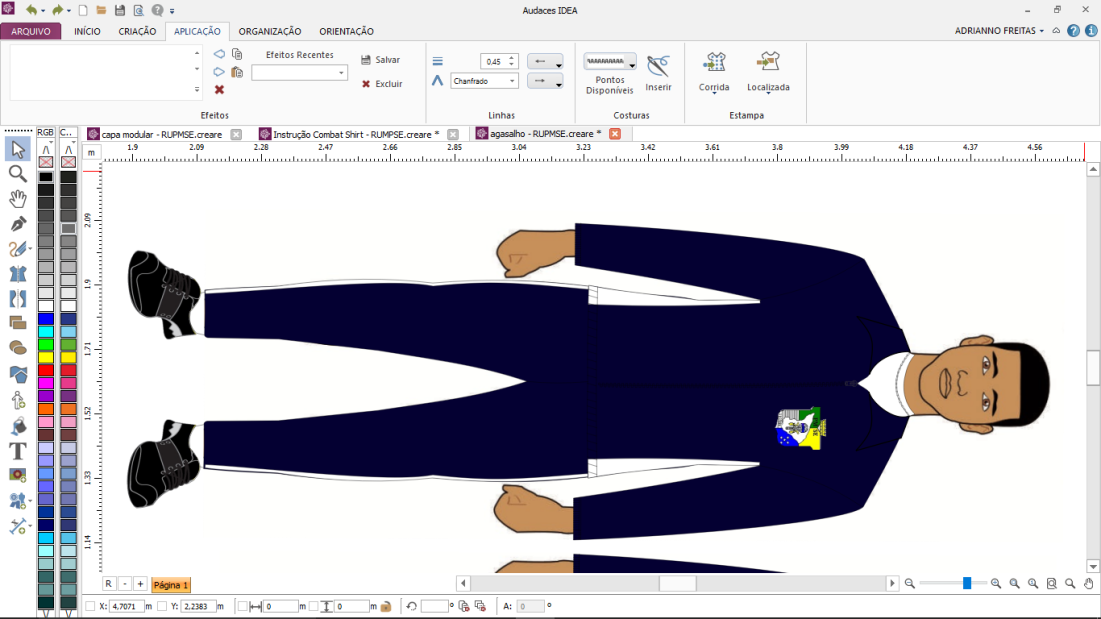 Audaces IDEA
ARQUIVO INÍCIO CRIAÇÃO APLICAÇÃO ORGANIZAÇÃO ORIENTAÇÃO ADRIANNO FREITAS
Efeitos Recentes
Salvar
Excluir
Efeitos
0.45
Chanfrado
Linhas
Pontos
Disponíveis
Inserir
Costuras
Corrida
Localizada
Estampa
RGB C...
capa modular - RUPMSE.creare
Instrução Combat Shirt - RUMPSE.creare *
agasalho - RUPMSE.creare *
m
1.9 2.09 2.28 2.47 2.66 2.85 3.04 3.23 3.42 3.61 3.8 3.99 4.18 4.37 4.56
2.09
1.9
1.71
1.52
1.33
1.14
R - + Página 1
X: 4,7071 m Y: 2,2383 m 0 m 0 m ° A: 0 °